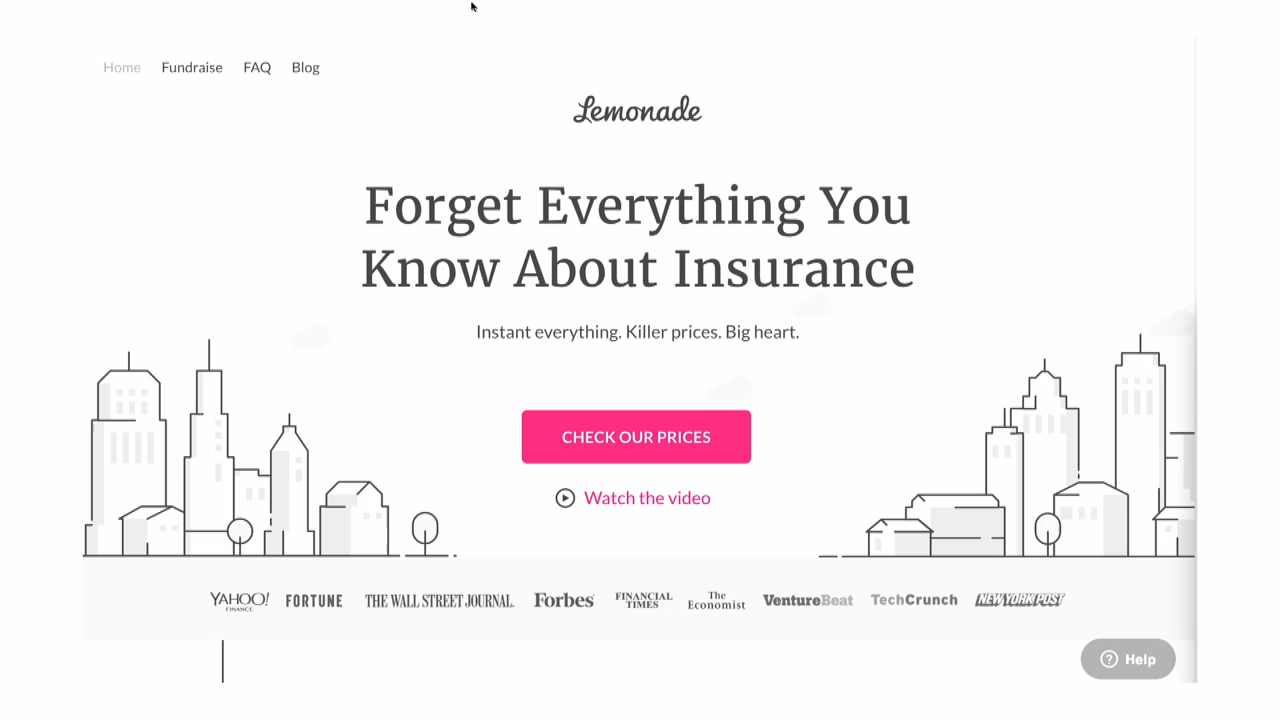 Home Fundraise FAQ Blog
Lemonade
Forget Everything You
Know About Insurance
Instant everything. Killer prices. Big heart.
CHECK OUR PRICES
Watch the video
YAHOO! FINANCE FORTUNE THE WALL STREET JOURNAL. Forbes FINANCIAL TIMES The Economist VentureBeat TechCrunch NEW YORK POST
? Help